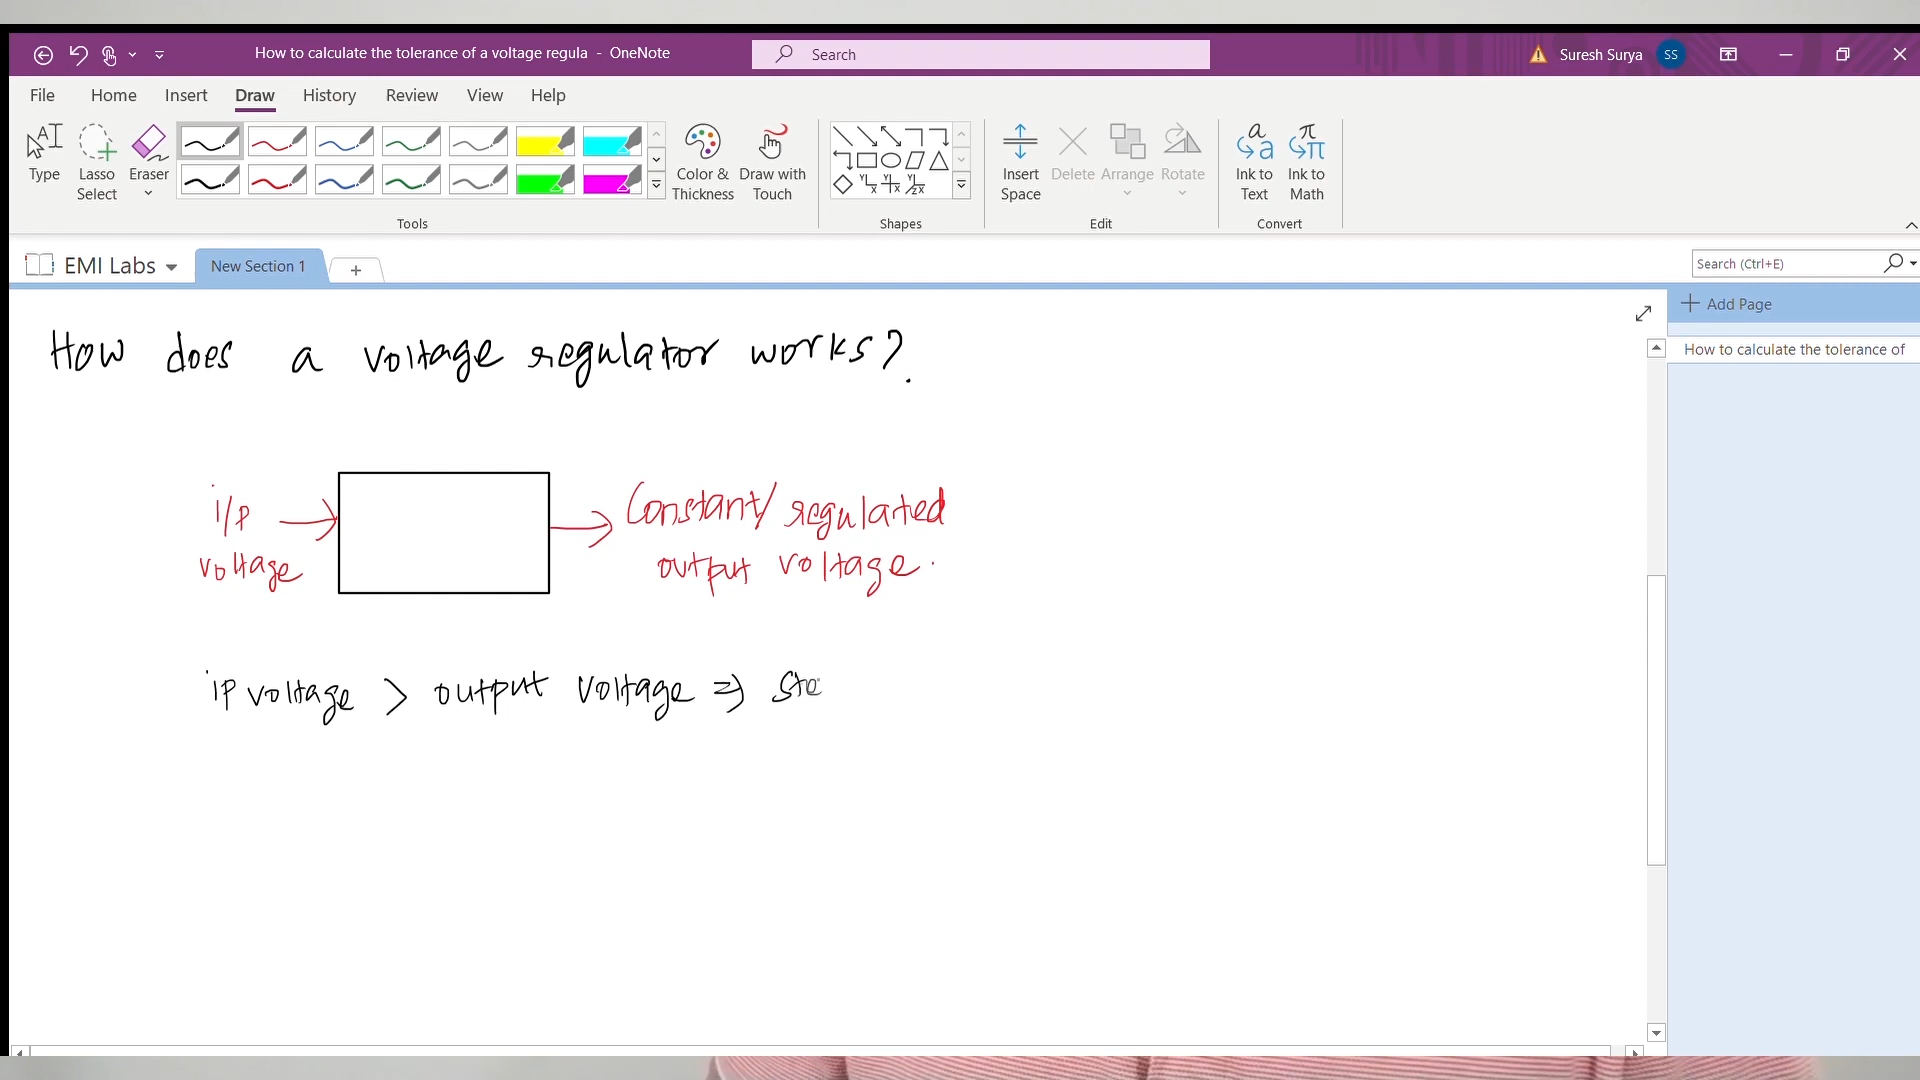 How to calculate the tolerance of a voltage regula - OneNote
Search
Suresh Surya SS
File Home Insert Draw History Review View Help
Type
Lasso Select
Eraser
Color & Thickness
Draw with Touch
Insert Space
Delete
Arrange
Rotate
Ink to Text
Ink to Math
Tools
Shapes
Edit
Convert
EMI Labs
New Section 1
+
Search (Ctrl+E)
Add Page
How to calculate the tolerance of
How does a voltage regulator works?
i/p voltage
Constant/regulated
output voltage.
ip voltage > output voltage ⇒ ste